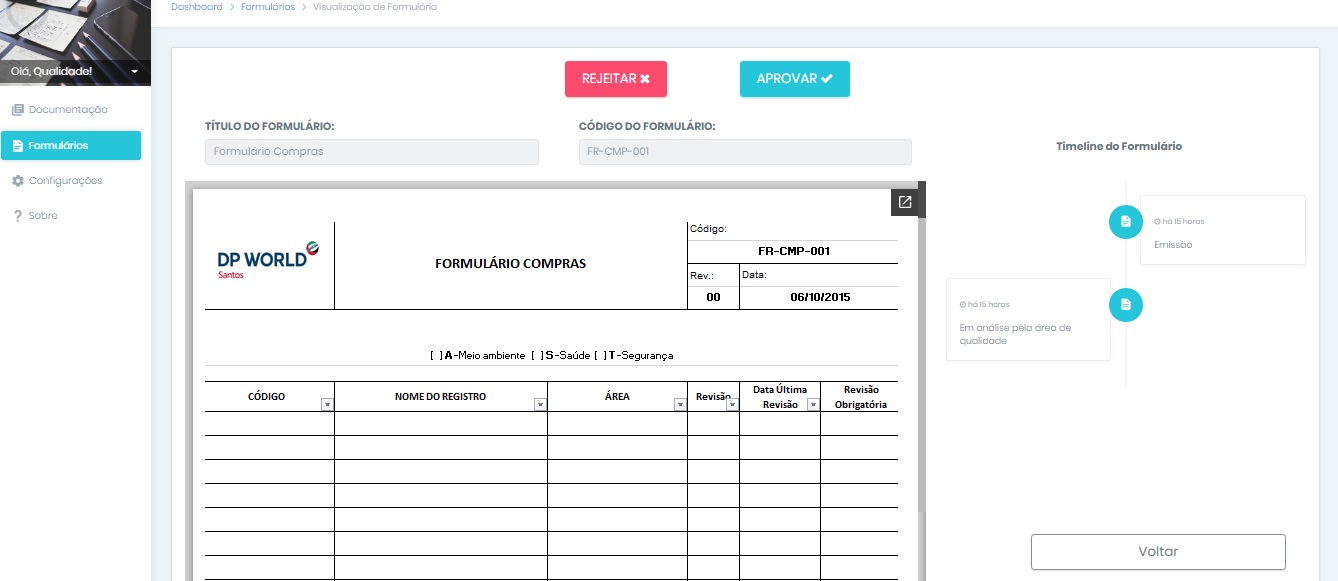 Dashboard > Formulários > Visualização de Formulário
Olá, Qualidade!
Documentação
Formulários
Configurações
? Sobre
REJEITAR ✖
APROVAR ✔
TÍTULO DO FORMULÁRIO:
Formulário Compras
CÓDIGO DO FORMULÁRIO:
FR-CMP-001
DP WORLD
Santos
FORMULÁRIO COMPRAS
Código:
FR-CMP-001
Rev.:
00
Data:
06/10/2015
[ ] A-Meio ambiente [ ] S-Saúde [ ] T-Segurança
CÓDIGO
NOME DO REGISTRO
ÁREA
Revisão
Data Última
Revisão
Revisão
Obrigatória
Timeline do Formulário
há 15 horas
Emissão
há 15 horas
Em análise pela área de
qualidade
Voltar